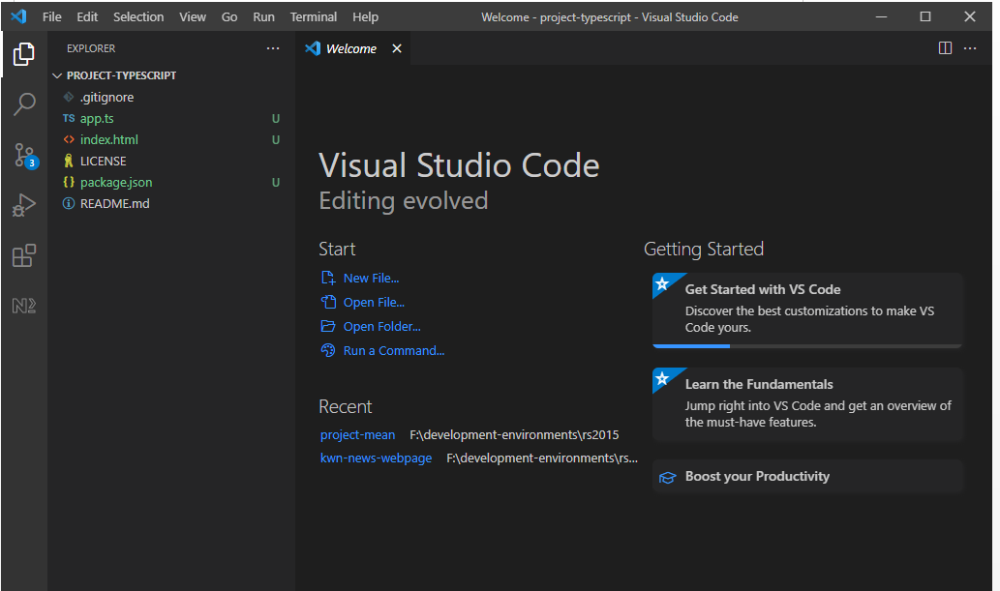 File Edit Selection View Go Run Terminal Help Welcome - project-typescript - Visual Studio Code
EXPLORER
PROJECT-TYPESCRIPT
.gitignore
TS app.ts U
<> index.html U
LICENSE
{} package.json U
README.md
3
Welcome
Visual Studio Code
Editing evolved
Start
New File...
Open File...
Open Folder...
Run a Command...
Recent
project-mean F:\development-environments\rs2015
kwn-news-webpage F:\development-environments\rs...
Getting Started
Get Started with VS Code
Discover the best customizations to make VS
Code yours.
Learn the Fundamentals
Jump right into VS Code and get an overview of
the must-have features.
Boost your Productivity